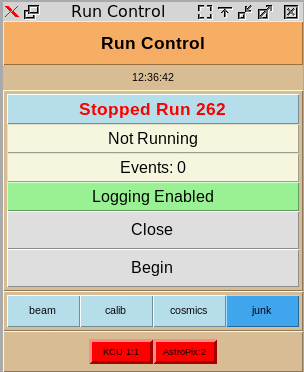 Run Control
Run Control
12:36:42
Stopped Run 262
Not Running
Events: 0
Logging Enabled
Close
Begin
beam calib cosmics junk
KCU 1:1 AstroPix:2